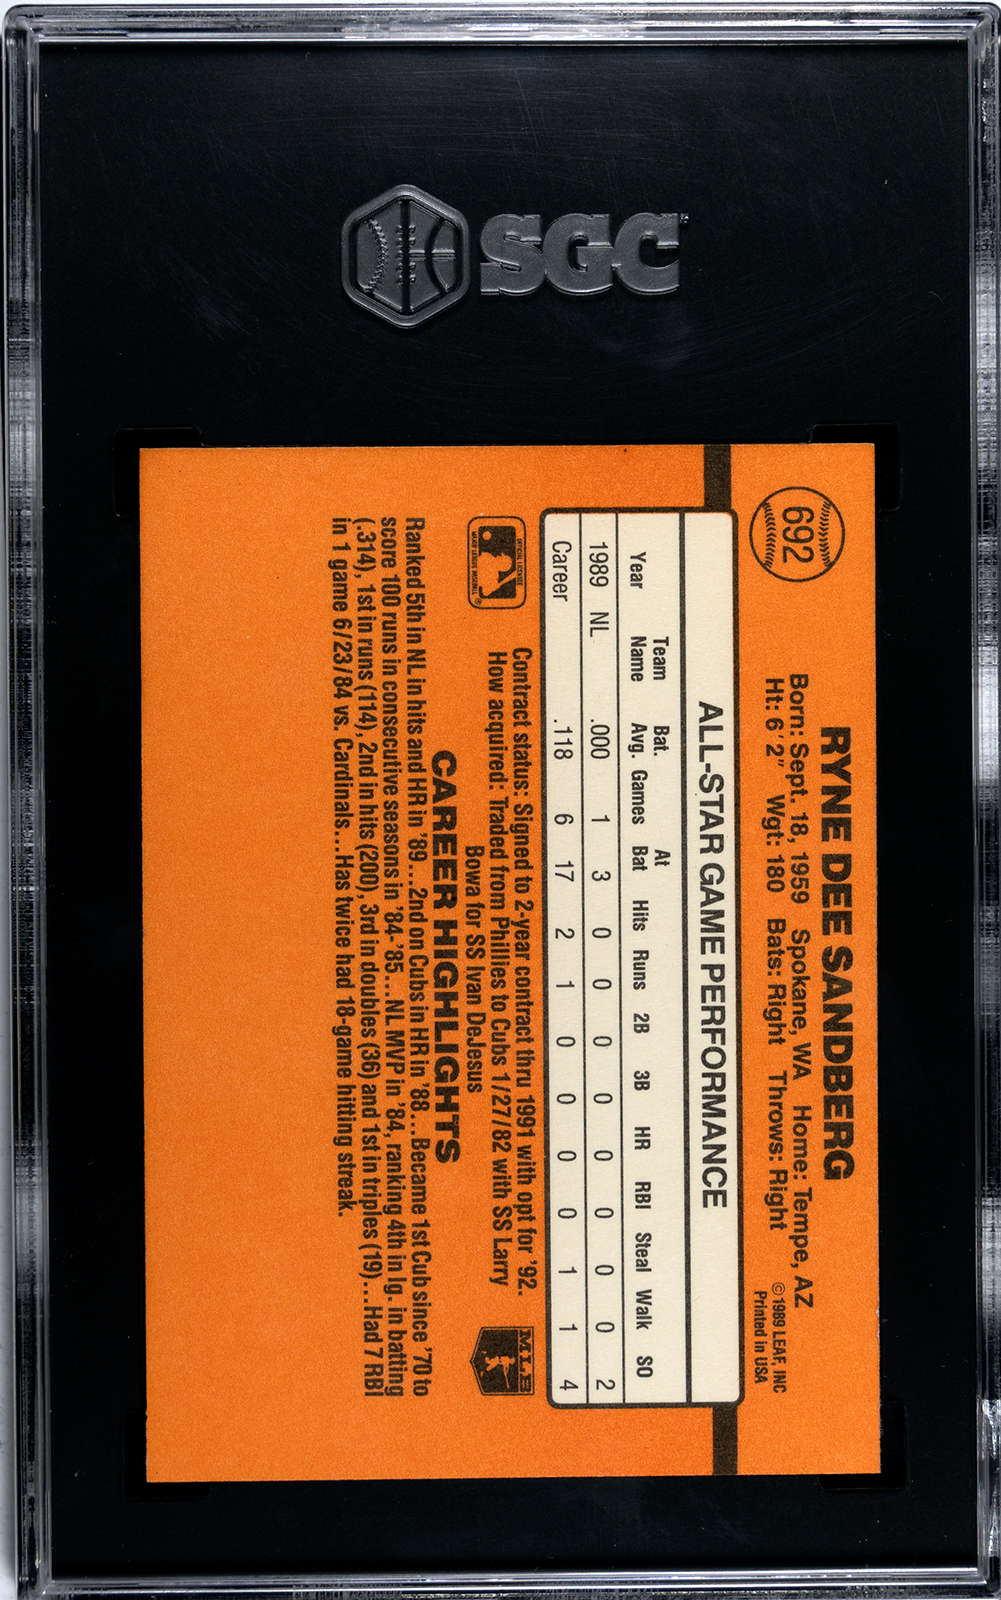 SGC
692
RYNE DEE SANDBERG
Born: Sept. 18, 1959 Spokane, WA Home: Tempe, AZ
Ht: 6'2" Wgt: 180 Bats: Right Throws: Right
©1989 LEAF, INC
Printed in USA
ALL-STAR GAME PERFORMANCE
Year Team Name Bat. Avg. Games At Bat Hits Runs 2B 3B HR RBI Steal Walk SO
1989 NL .000 1 3 0 0 0 0 0 0 0 0 2
Career .118 6 17 2 1 0 0 0 0 1 1 4
OFFICIAL LICENSEE
MAJOR LEAGUE BASEBALL
®
Contract status: Signed to 2-year contract thru 1991 with opt for '92.
How acquired: Traded from Phillies to Cubs 1/27/82 with SS Larry
Bowa for SS Ivan DeJesus
MLB
CAREER HIGHLIGHTS
Ranked 5th in NL in hits and HR in '89...2nd on Cubs in HR in '88...Became 1st Cub since '70 to
score 100 runs in consecutive seasons in '84-'85...NL MVP in '84, ranking 4th in lg. in batting
(.314), 1st in runs (114), 2nd in hits (200), 3rd in doubles (36) and 1st in triples (19)...Had 7 RBI
in 1 game 6/23/84 vs. Cardinals...Has twice had 18-game hitting streak.